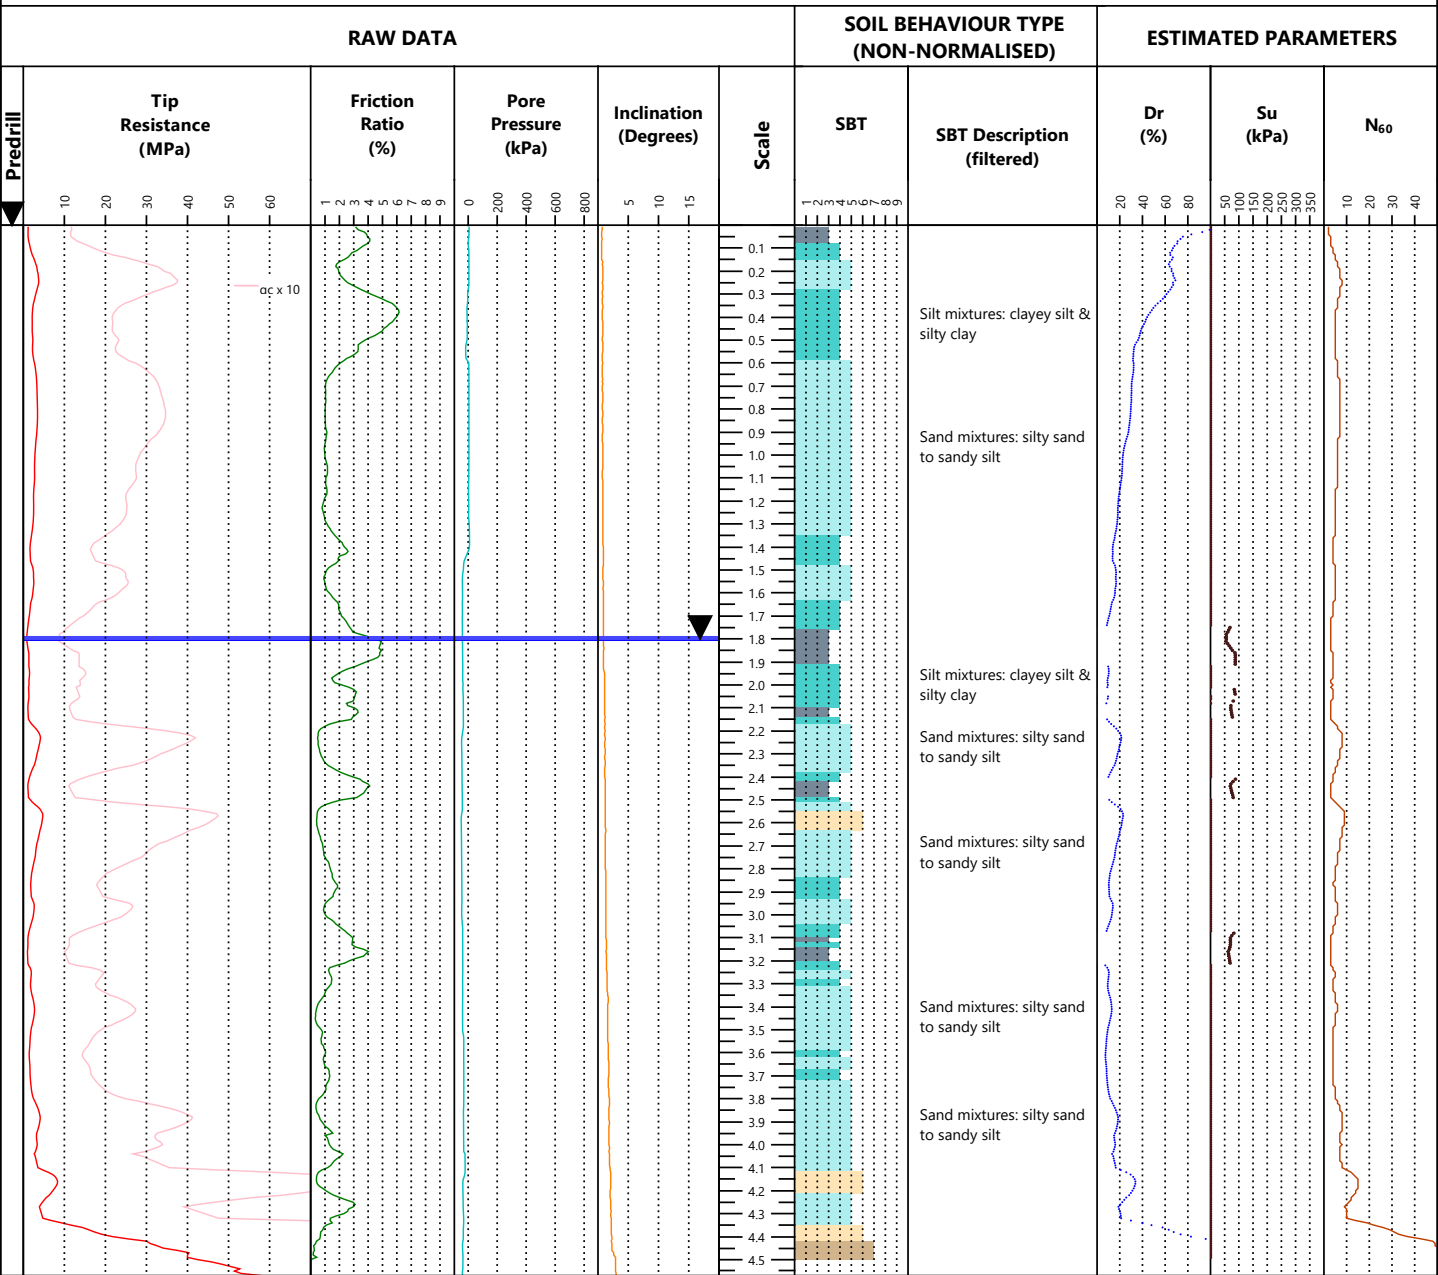 RAW DATA
SOIL BEHAVIOUR TYPE
(NON-NORMALISED)
ESTIMATED PARAMETERS
Predrill
Tip
Resistance
(MPa)
Friction
Ratio
(%)
Pore
Pressure
(kPa)
Inclination
(Degrees)
Scale
SBT
SBT Description
(filtered)
Dr
(%)
Su
(kPa)
N₆₀
10 20 30 40 50 60
1 2 3 4 5 6 7 8 9
0 200 400 600 800
5 10 15
1 2 3 4 5 6 7 8 9
20 40 60 80
50 100 150 200 250 300 350
10 20 30 40
qc x 10
0.1
0.2
0.3
0.4
0.5
0.6
0.7
0.8
0.9
1.0
1.1
1.2
1.3
1.4
1.5
1.6
1.7
1.8
1.9
2.0
2.1
2.2
2.3
2.4
2.5
2.6
2.7
2.8
2.9
3.0
3.1
3.2
3.3
3.4
3.5
3.6
3.7
3.8
3.9
4.0
4.1
4.2
4.3
4.4
4.5
Silt mixtures: clayey silt &
silty clay
Sand mixtures: silty sand
to sandy silt
Silt mixtures: clayey silt &
silty clay
Sand mixtures: silty sand
to sandy silt
Sand mixtures: silty sand
to sandy silt
Sand mixtures: silty sand
to sandy silt
Sand mixtures: silty sand
to sandy silt